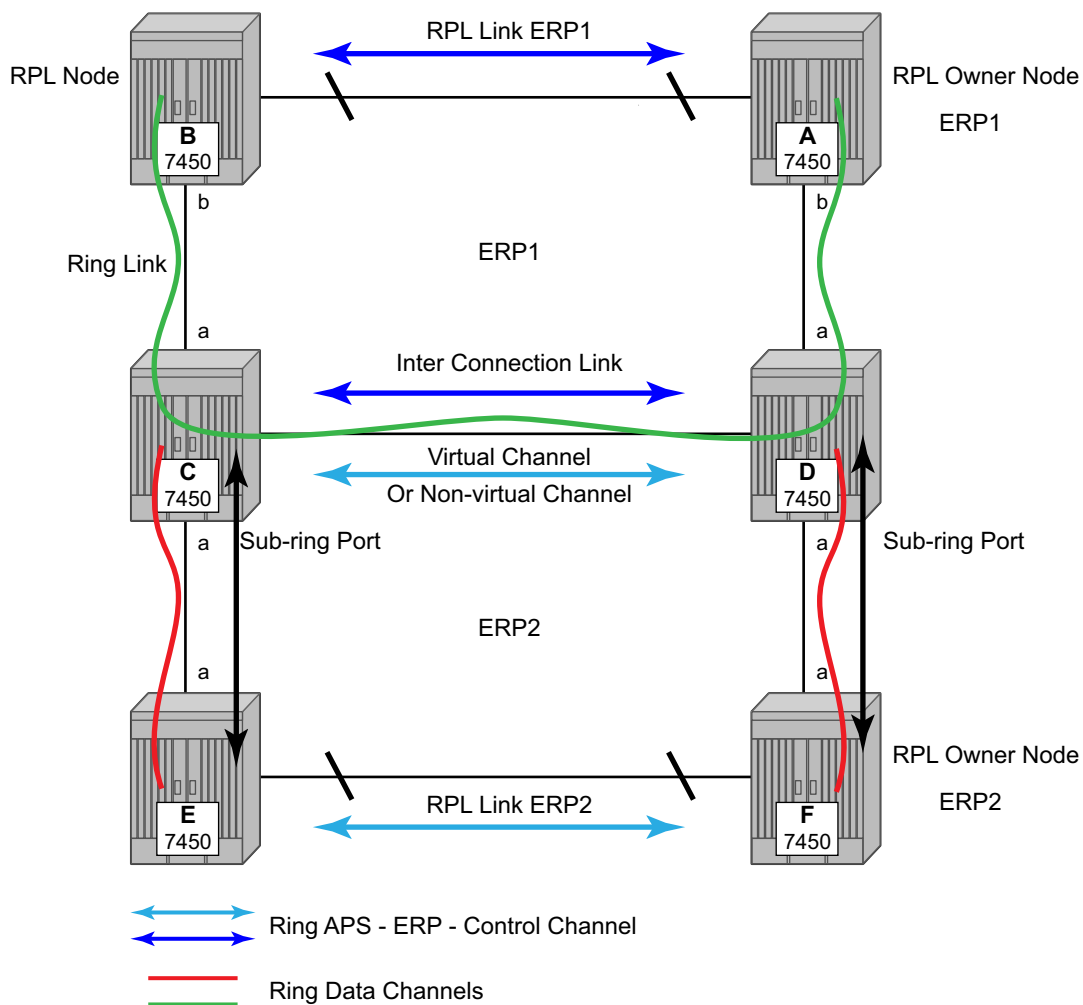 RPL Link ERP1
RPL Node
RPL Owner Node
ERP1
B
7450
A
7450
b
b
ERP1
Ring Link
a
a
Inter Connection Link
C
7450
Virtual Channel
Or Non-virtual Channel
D
7450
a
Sub-ring Port
a
Sub-ring Port
ERP2
a
a
RPL Owner Node
ERP2
E
7450
RPL Link ERP2
F
7450
Ring APS - ERP - Control Channel
Ring Data Channels